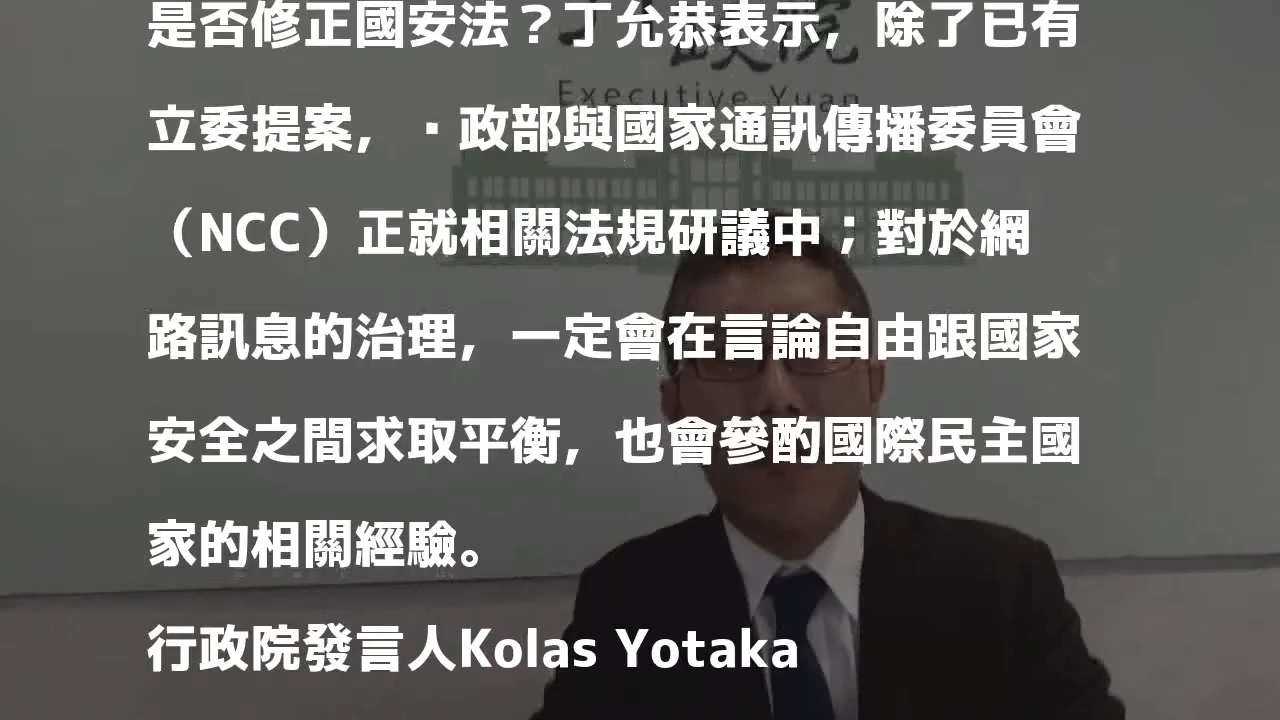 行政院
Executive Yuan
是否修正國安法？丁允恭表示，除了已有
立委提案，▪政部與國家通訊傳播委員會
（NCC）正就相關法規研議中；對於網
路訊息的治理，一定會在言論自由跟國家
安全之間求取平衡，也會參酌國際民主國
家的相關經驗。
行政院發言人Kolas Yotaka